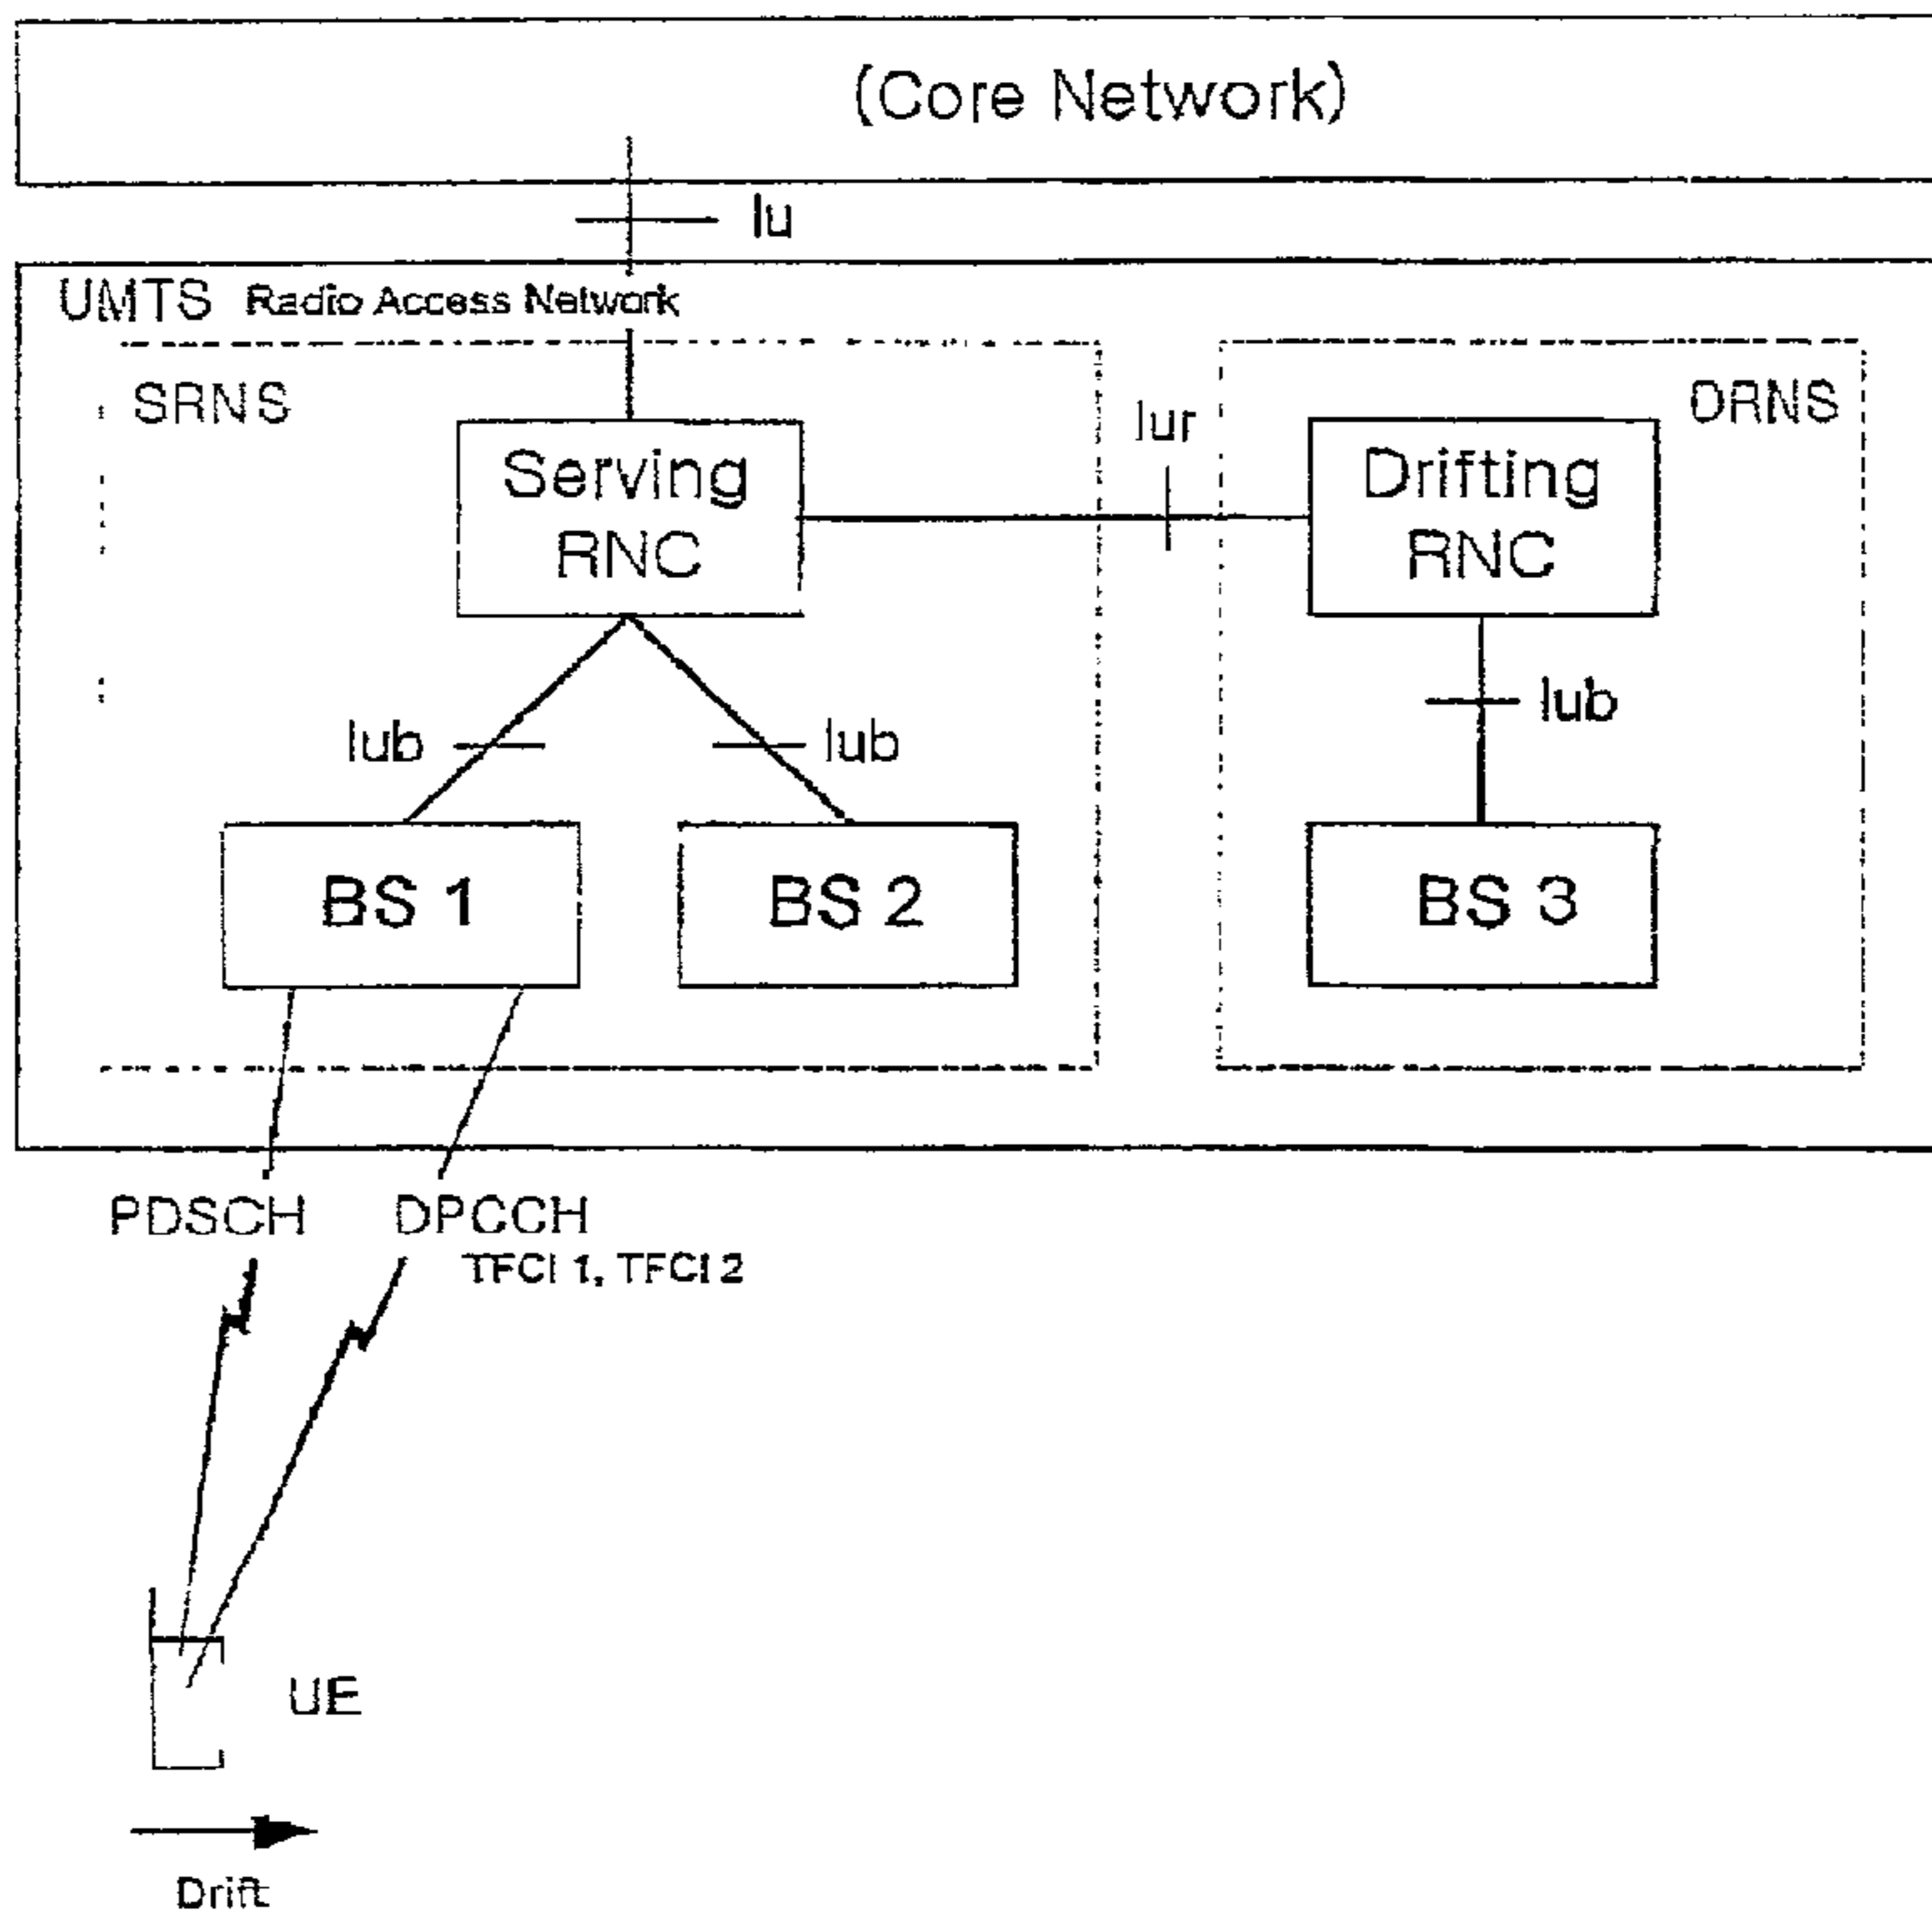 (Core Network)
Iu
UMTS Radio Access Network
SRNS
DRNS
Iur
Serving
RNC
Drifting
RNC
Iub
Iub
Iub
BS 1
BS 2
BS 3
PDSCH
DPCCH
TFCI 1, TFCI 2
UE
Drift